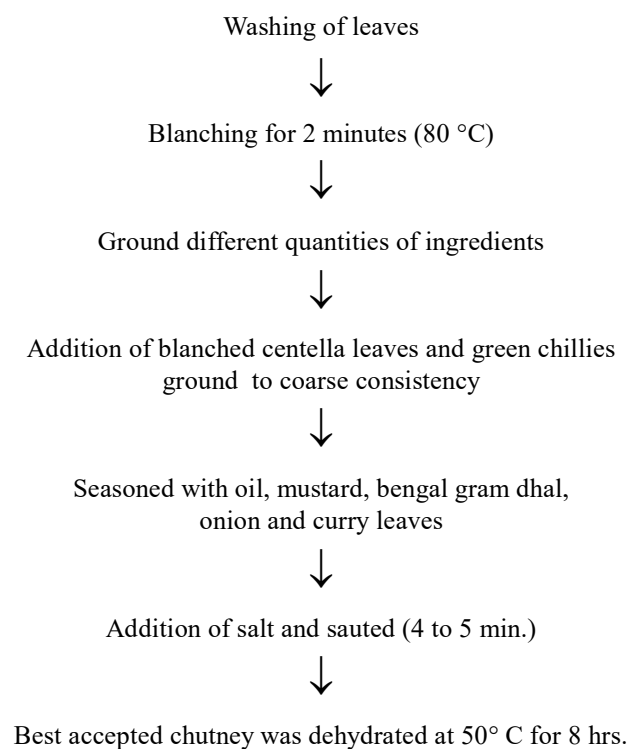 Washing of leaves
Blanching for 2 minutes (80 °C)
Ground different quantities of ingredients
Addition of blanched centella leaves and green chillies
ground to coarse consistency
Seasoned with oil, mustard, bengal gram dhal,
onion and curry leaves
Addition of salt and sauted (4 to 5 min.)
Best accepted chutney was dehydrated at 50° C for 8 hrs.